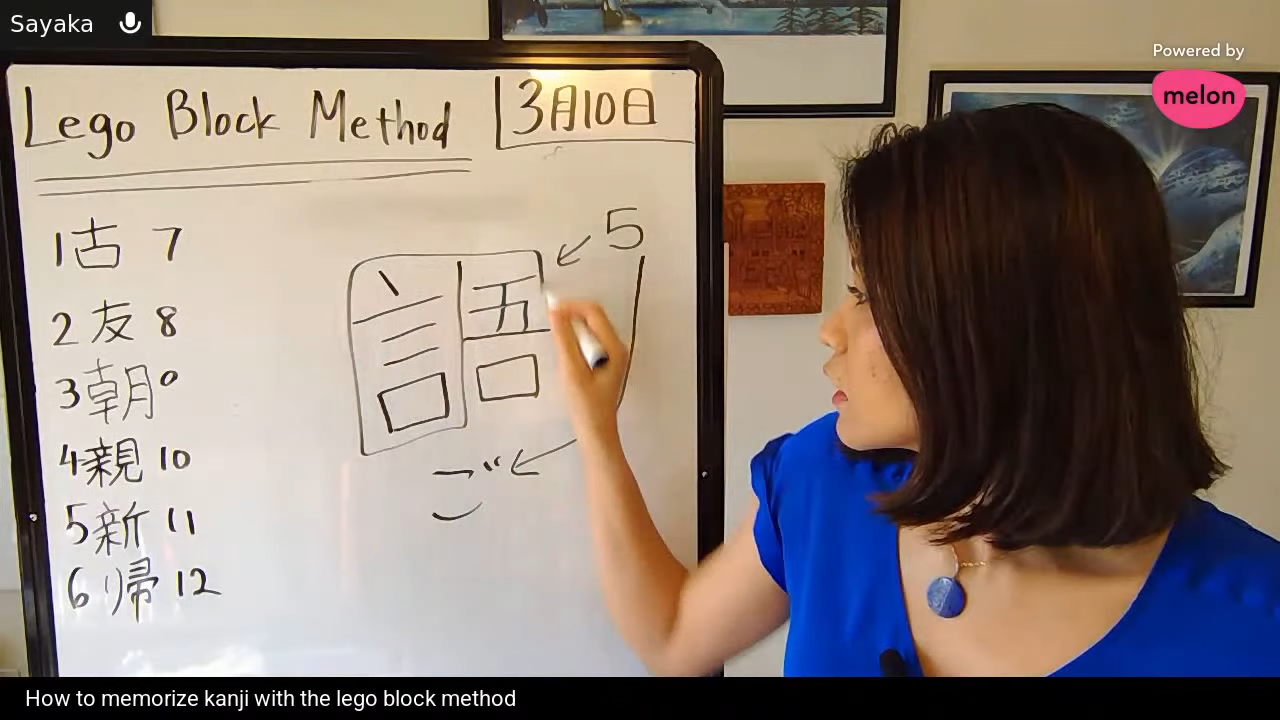 Sayaka
Powered by
melon
Lego Block Method
3月10日
1古 7
2友 8
3朝
4親 10
5新 11
6帰 12
5
語
ご
How to memorize kanji with the lego block method